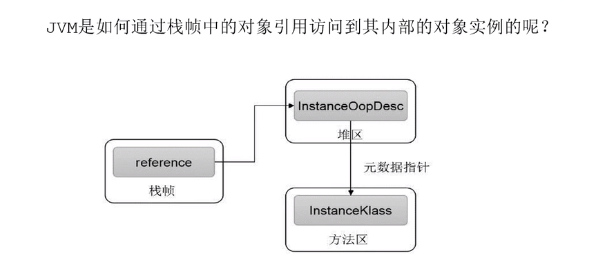 JVM是如何通过栈帧中的对象引用访问到其内部的对象实例的呢?
InstanceOopDesc
堆区
reference
栈帧
元数据指针
InstanceKlass
方法区